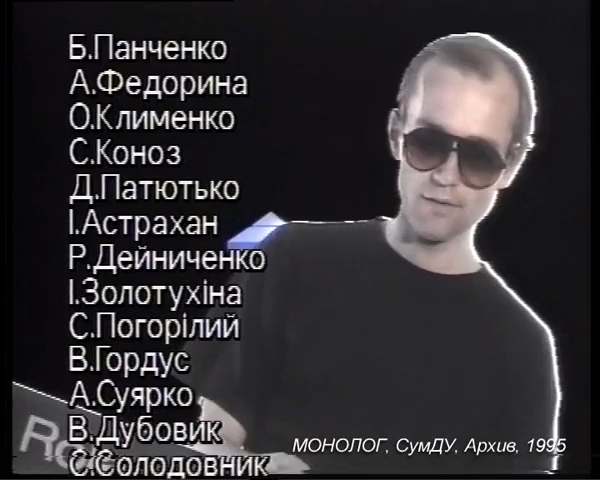 Б.Панченко
А.Федорина
О.Клименко
С.Коноз
Д.Патютько
І.Астрахан
Р.Дейниченко
І.Золотухіна
С.Погорілий
В.Гордус
А.Суярко
В.Дубовик
С.Солодовник
МОНОЛОГ, СумДУ, Архив, 1995